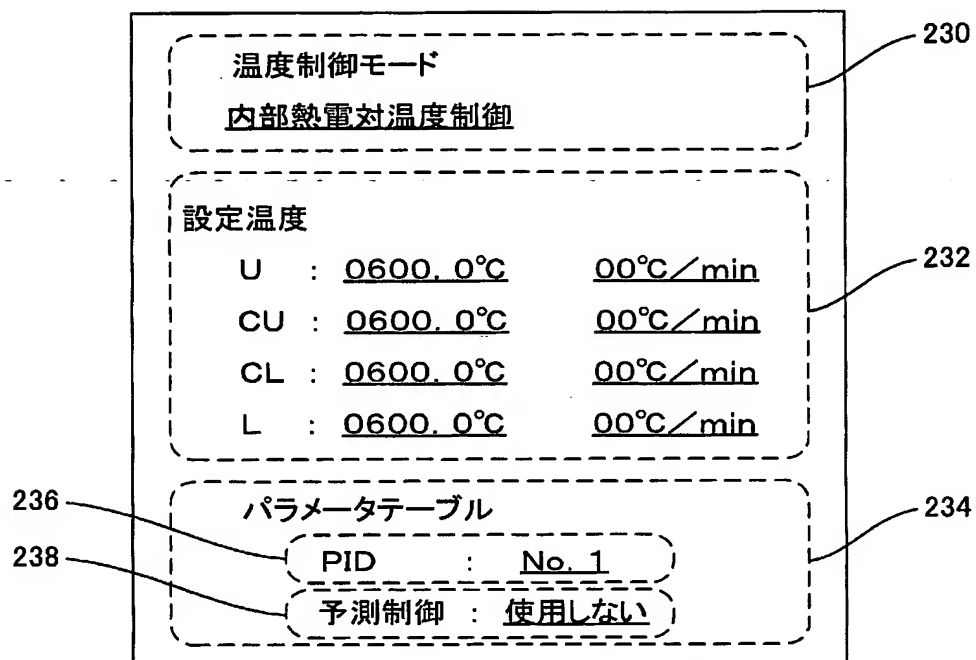 230
温度制御モード
内部熱電対温度制御
設定温度
232
U : 0600. 0℃ 00℃/min
CU : 0600. 0℃ 00℃/min
CL : 0600. 0℃ 00℃/min
L : 0600. 0℃ 00℃/min
236
パラメータテーブル
234
PID : No. 1
238
予測制御 : 使用しない